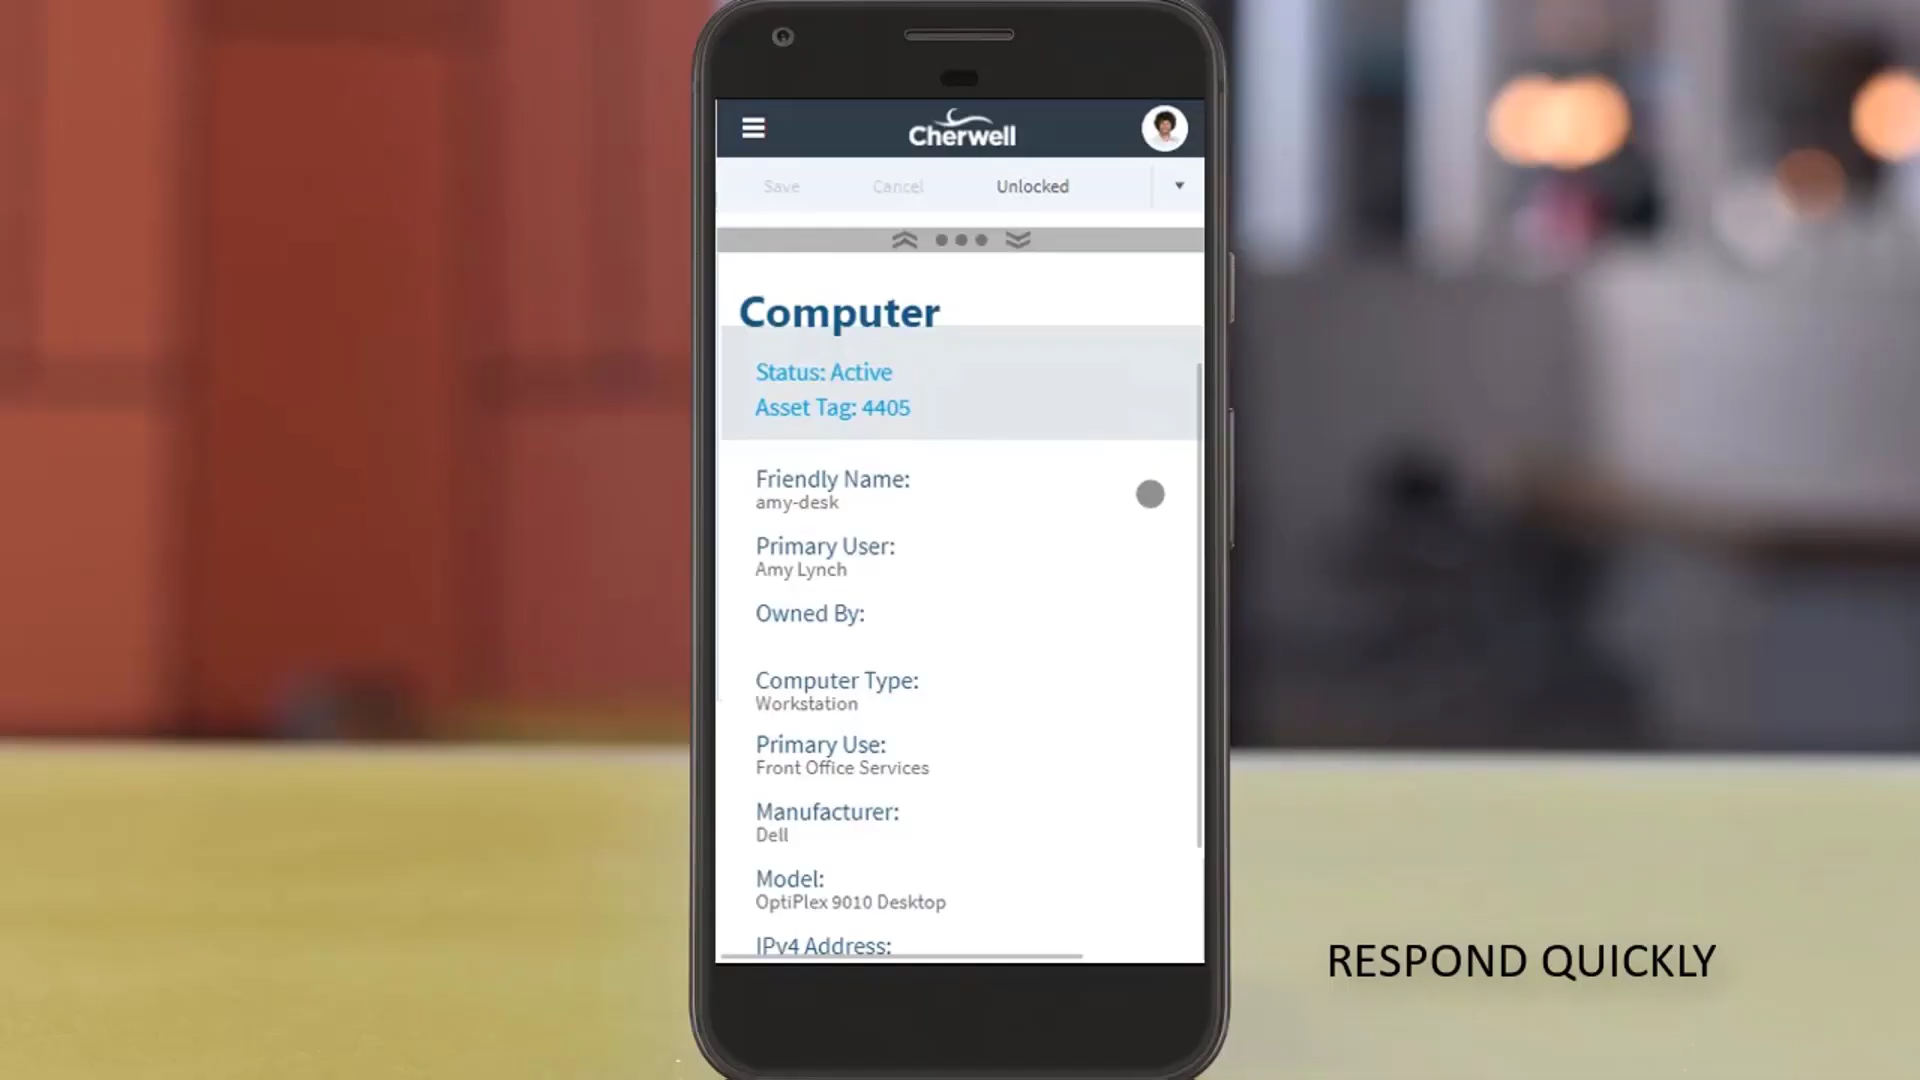 Cherwell
Save Cancel Unlocked
Computer
Status: Active
Asset Tag: 4405
Friendly Name:
amy-desk
Primary User:
Amy Lynch
Owned By:
Computer Type:
Workstation
Primary Use:
Front Office Services
Manufacturer:
Dell
Model:
OptiPlex 9010 Desktop
IPv4 Address:
RESPOND QUICKLY